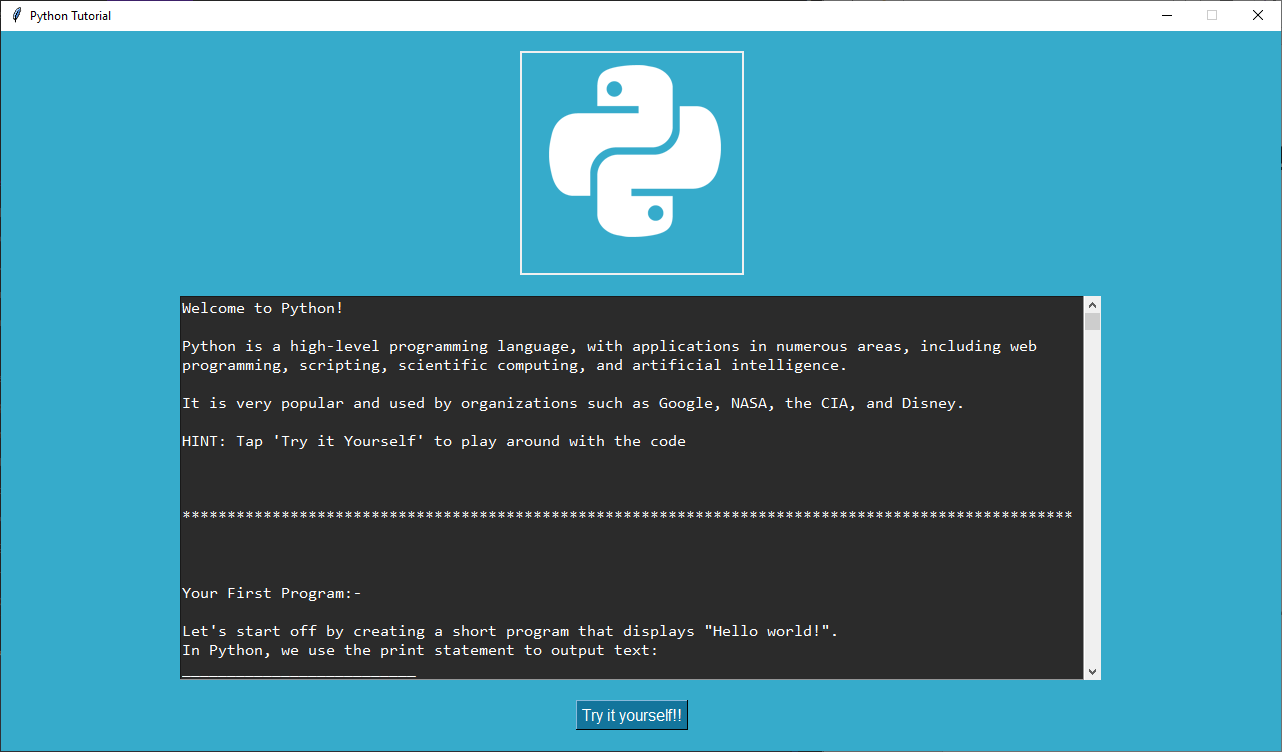 Python Tutorial
Welcome to Python!
Python is a high-level programming language, with applications in numerous areas, including web
programming, scripting, scientific computing, and artificial intelligence.
It is very popular and used by organizations such as Google, NASA, the CIA, and Disney.
HINT: Tap 'Try it Yourself' to play around with the code
***************************************************************************************************
Your First Program:-
Let's start off by creating a short program that displays "Hello world!".
In Python, we use the print statement to output text:
__________________________
Try it yourself!!